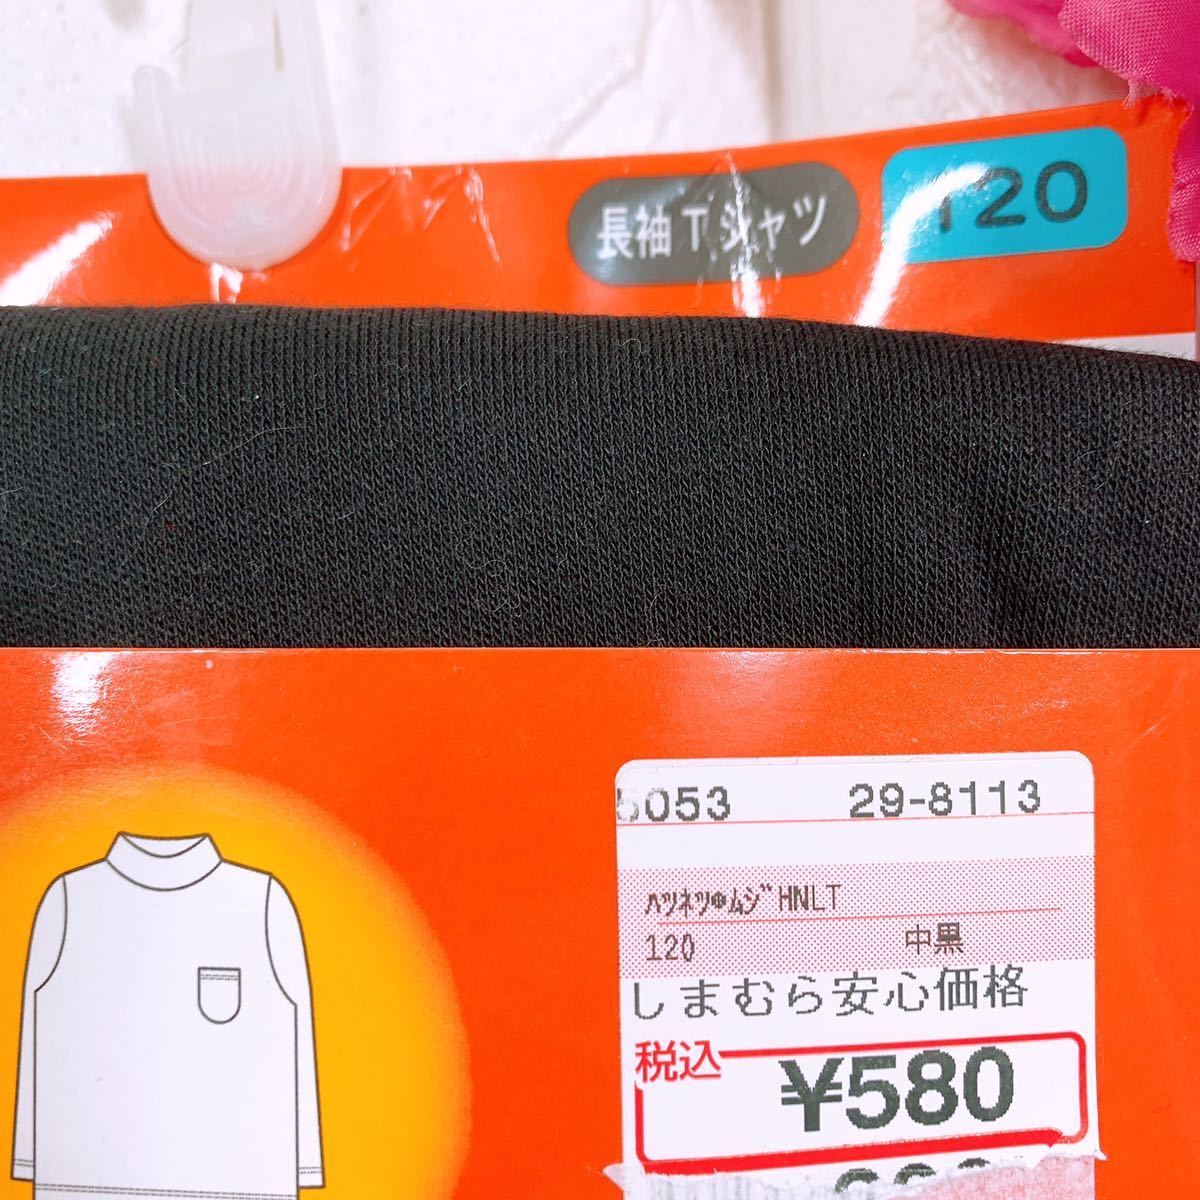 長袖Tシャツ
120
5053 29-8113
ﾊﾂﾈﾂ*ﾑｼﾞHNLT
120 中黒
しまむら安心価格
税込
¥580